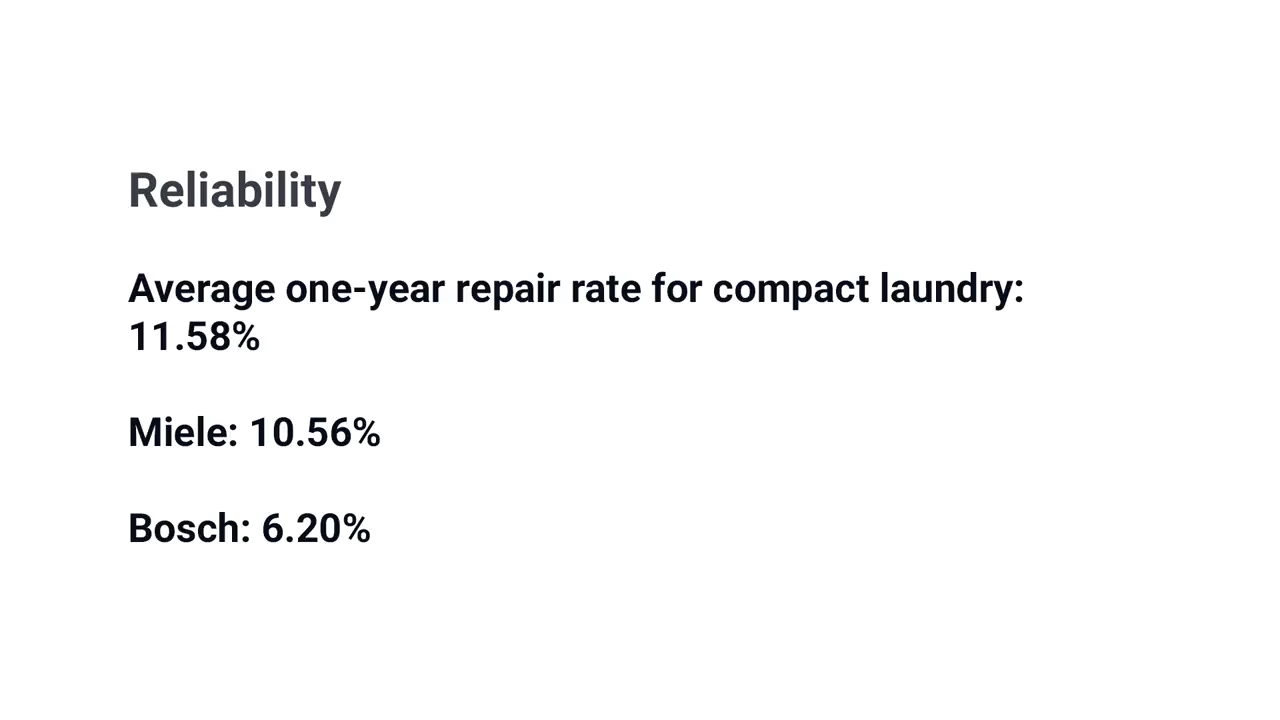 Reliability
Average one-year repair rate for compact laundry:
11.58%
Miele: 10.56%
Bosch: 6.20%